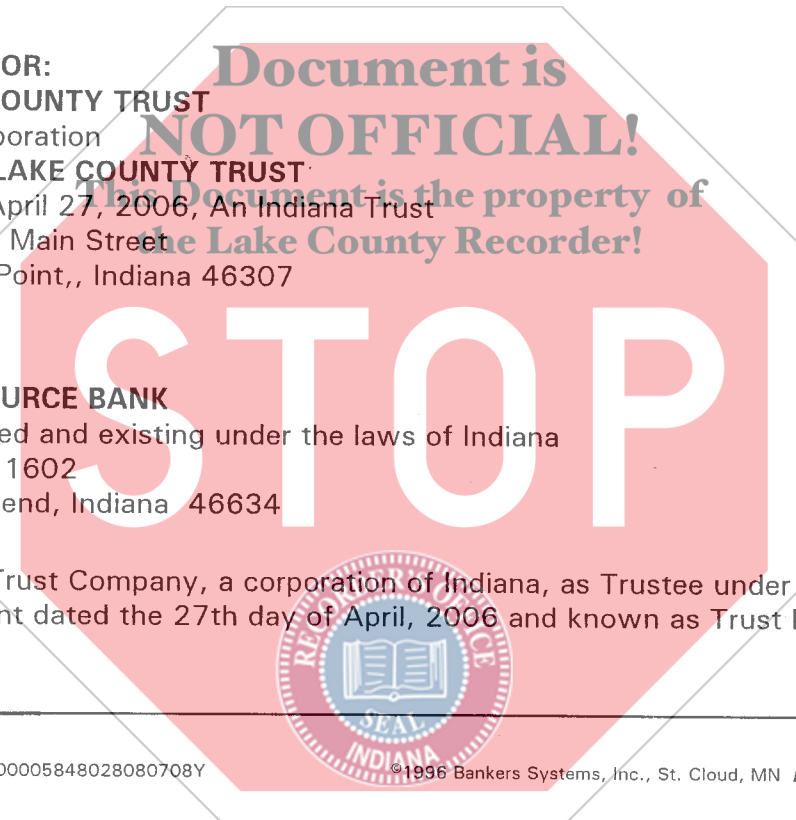 Document is
OR:
OUNTY TRUST
NOT OFFICIAL!
poration
LAKE COUNTY TRUST
This Document is the property of
April 27, 2006, An Indiana Trust
Main Street
the Lake County Recorder!
Point,, Indiana 46307
STOP
URCE BANK
ed and existing under the laws of Indiana
1602
end, Indiana 46634
Trust Company, a corporation of Indiana, as Trustee under
nt dated the 27th day of April, 2006 and known as Trust
RECORDER'S OFFICE
SEAL
INDIANA
00005848028080708Y
©1996 Bankers Systems, Inc., St. Cloud, MN